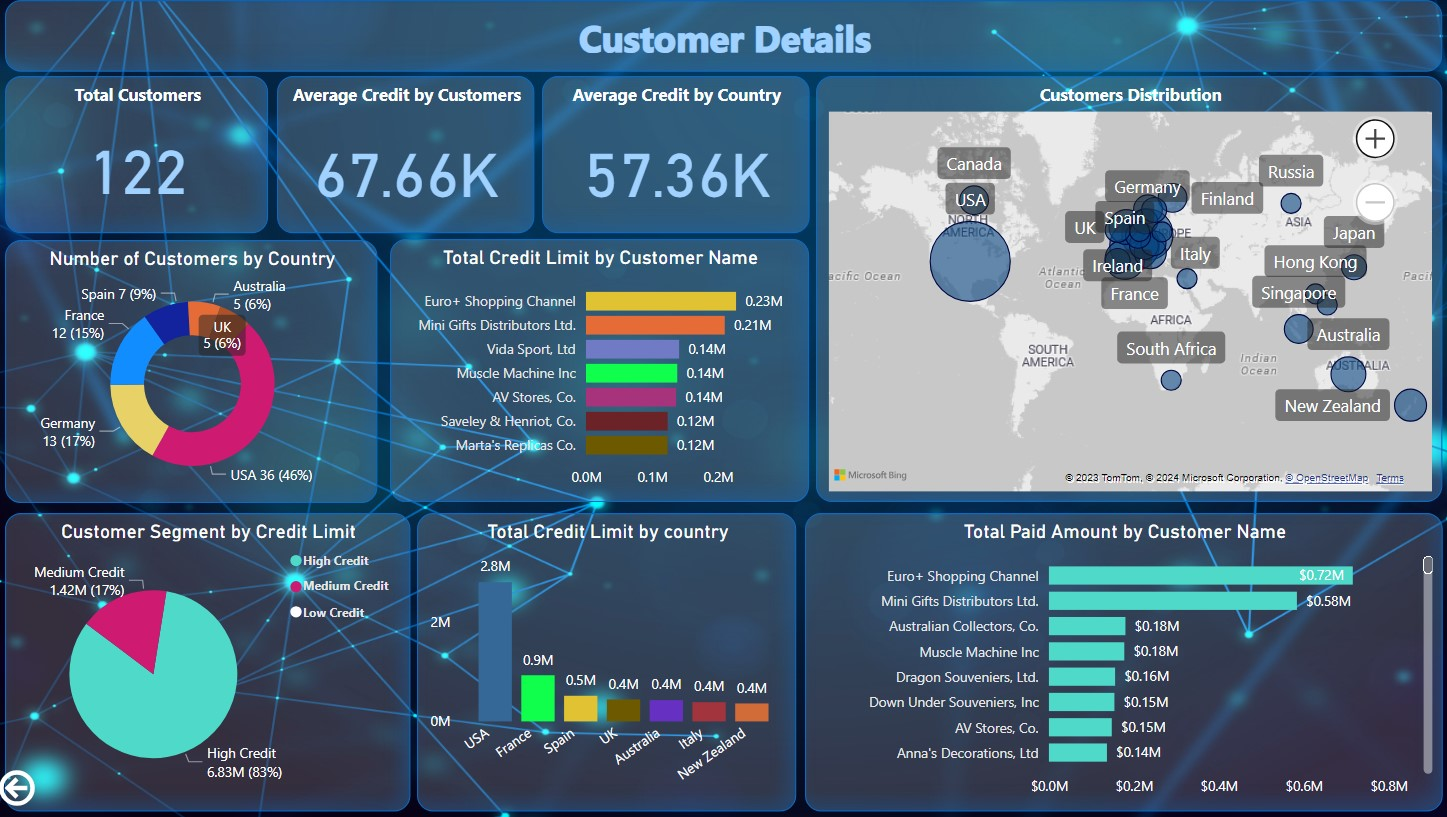 Customer Details
Total Customers
122
Average Credit by Customers
67.66K
Average Credit by Country
57.36K
Customers Distribution
Canada
USA
NORTH
AMERICA
Germany
Finland
Russia
UK
Spain
ASIA
Japan
Italy
Ireland
Hong Kong
France
Singapore
Atlantic
Ocean
AFRICA
SOUTH
AMERICA
South Africa
Indian
Ocean
Australia
AUSTRALIA
New Zealand
Microsoft Bing
© 2023 TomTom, © 2024 Microsoft Corporation, © OpenStreetMap Terms
Number of Customers by Country
Spain 7 (9%)
Australia
5 (6%)
France
12 (15%)
UK
5 (6%)
Germany
13 (17%)
USA 36 (46%)
Total Credit Limit by Customer Name
Euro+ Shopping Channel 0.23M
Mini Gifts Distributors Ltd. 0.21M
Vida Sport, Ltd 0.14M
Muscle Machine Inc 0.14M
AV Stores, Co. 0.14M
Saveley & Henriot, Co. 0.12M
Marta's Replicas Co. 0.12M
0.0M 0.1M 0.2M
Customer Segment by Credit Limit
High Credit
Medium Credit
Low Credit
Medium Credit
1.42M (17%)
High Credit
6.83M (83%)
Total Credit Limit by country
2.8M
2M
0.9M
0.5M
0.4M
0.4M
0.4M
0.4M
0M
USA
France
Spain
UK
Australia
Italy
New Zealand
Total Paid Amount by Customer Name
Euro+ Shopping Channel $0.72M
Mini Gifts Distributors Ltd. $0.58M
Australian Collectors, Co. $0.18M
Muscle Machine Inc $0.18M
Dragon Souveniers, Ltd. $0.16M
Down Under Souveniers, Inc $0.15M
AV Stores, Co. $0.15M
Anna's Decorations, Ltd $0.14M
$0.0M $0.2M $0.4M $0.6M $0.8M